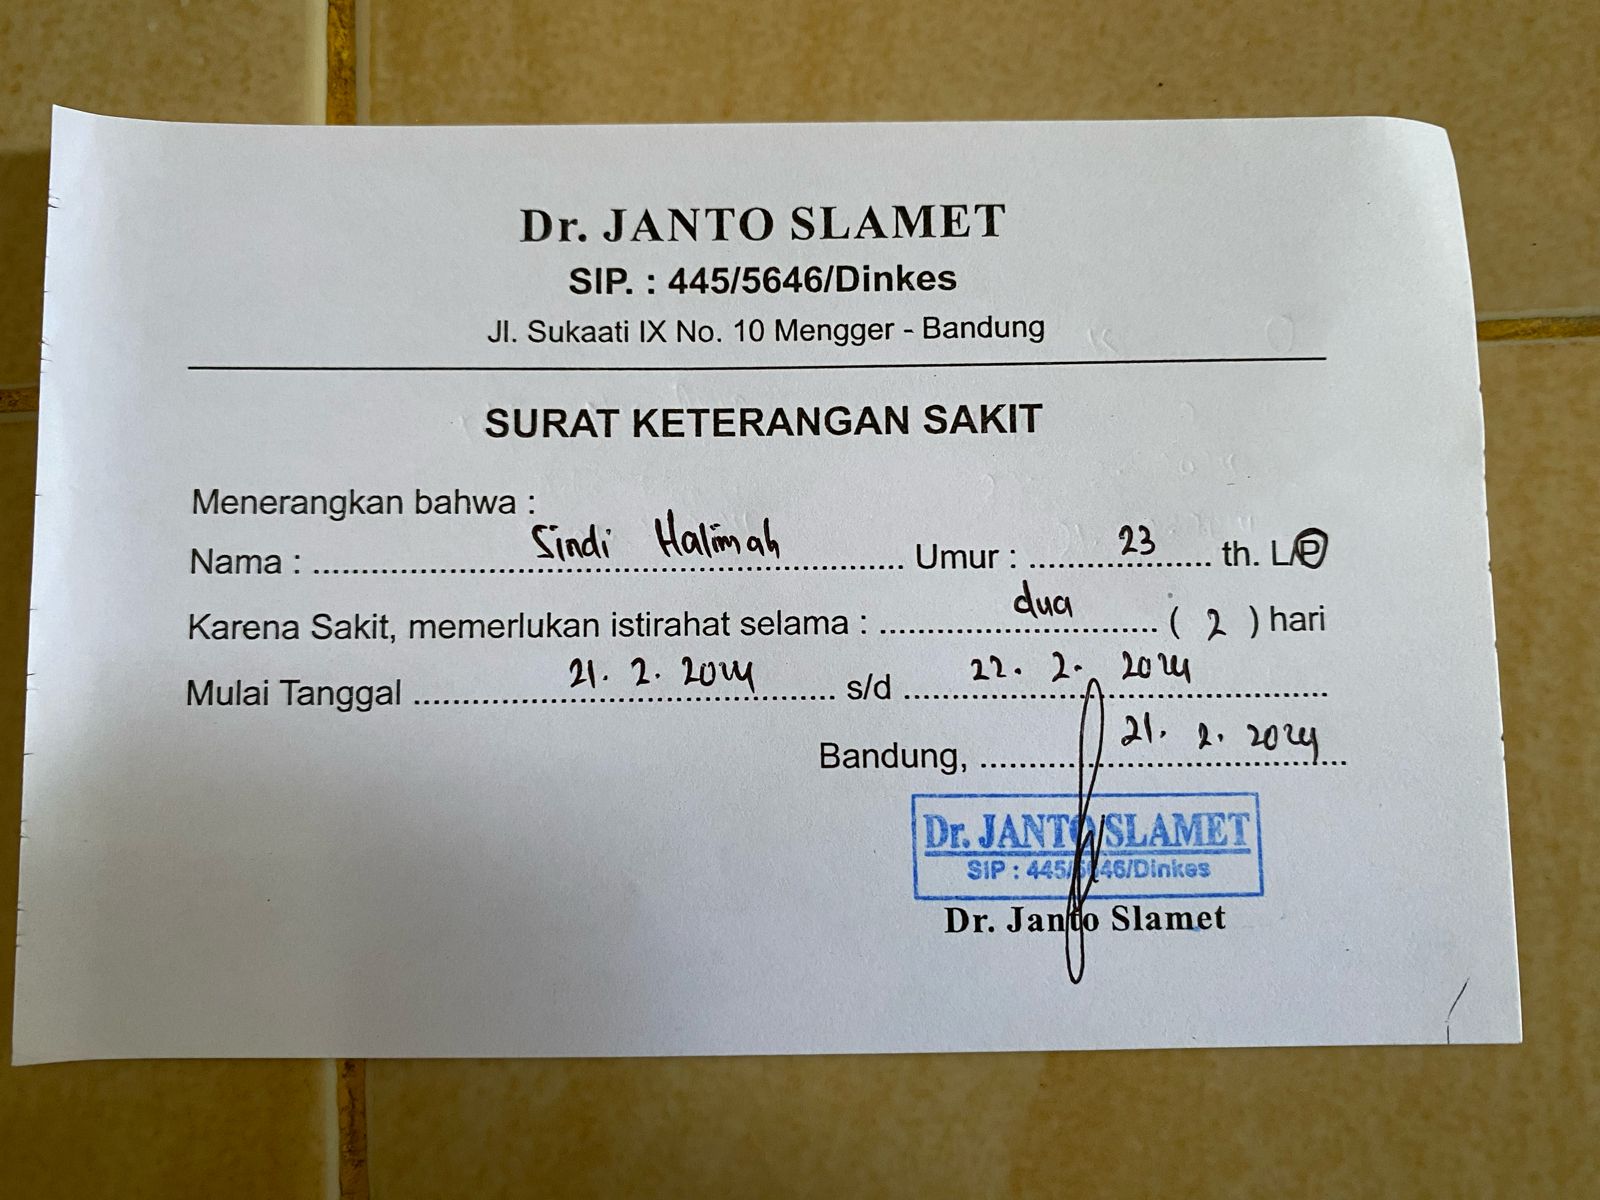 Dr. JANTO SLAMET
SIP. : 445/5646/Dinkes
Jl. Sukaati IX No. 10 Mengger - Bandung
SURAT KETERANGAN SAKIT
Menerangkan bahwa :
Nama : Sindi Halimah Umur : 23 th. L/P
Karena Sakit, memerlukan istirahat selama : dua ( 2 ) hari
Mulai Tanggal 21. 2. 2024 s/d 22. 2. 2024
Bandung, 21. 2. 2024
Dr. JANTO SLAMET
SIP : 445/5646/Dinkes
Dr. Janto Slamet